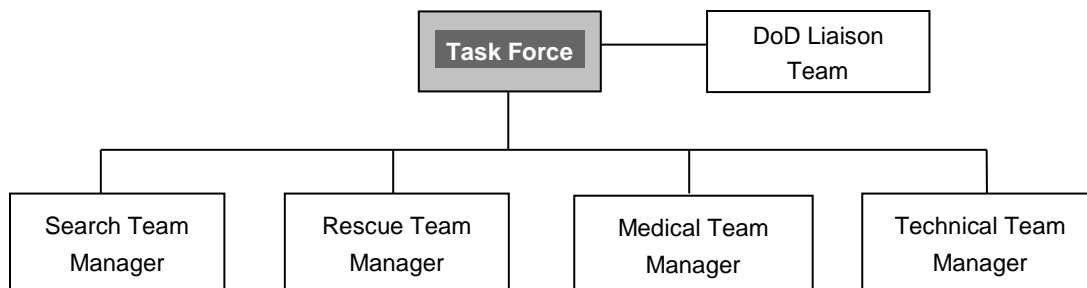 Task Force
DoD Liaison
Team
Search Team
Manager
Rescue Team
Manager
Medical Team
Manager
Technical Team
Manager